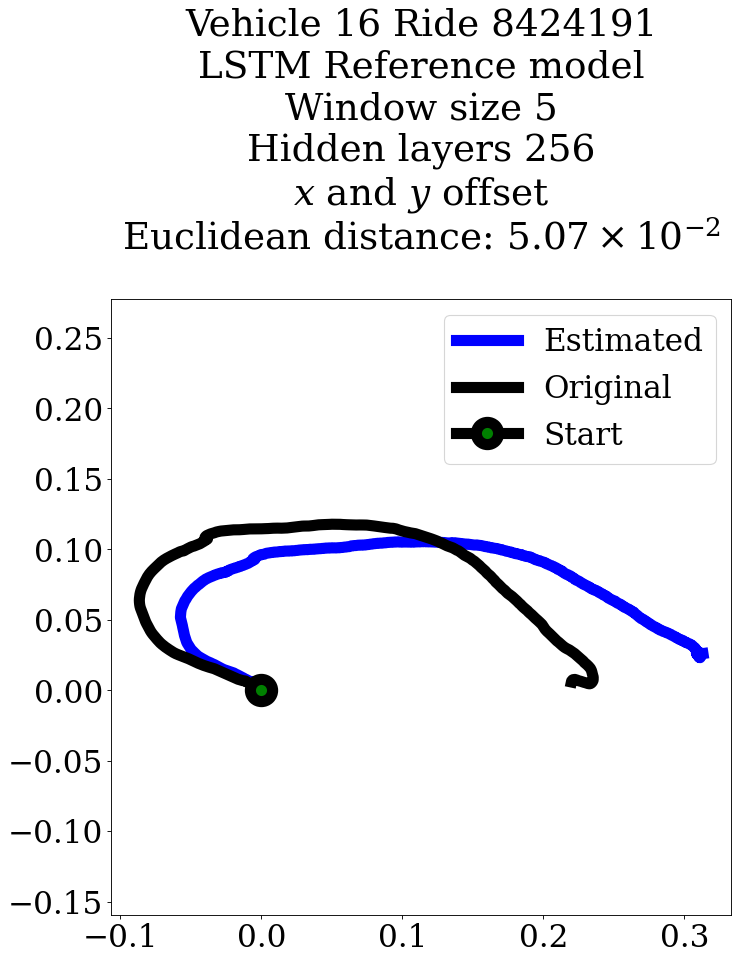 Vehicle 16 Ride 8424191
LSTM Reference model
Window size 5
Hidden layers 256
x and y offset
Euclidean distance: 5.07 × 10⁻²
Estimated
Original
Start
0.25
0.20
0.15
0.10
0.05
0.00
−0.05
−0.10
−0.15
−0.1 0.0 0.1 0.2 0.3